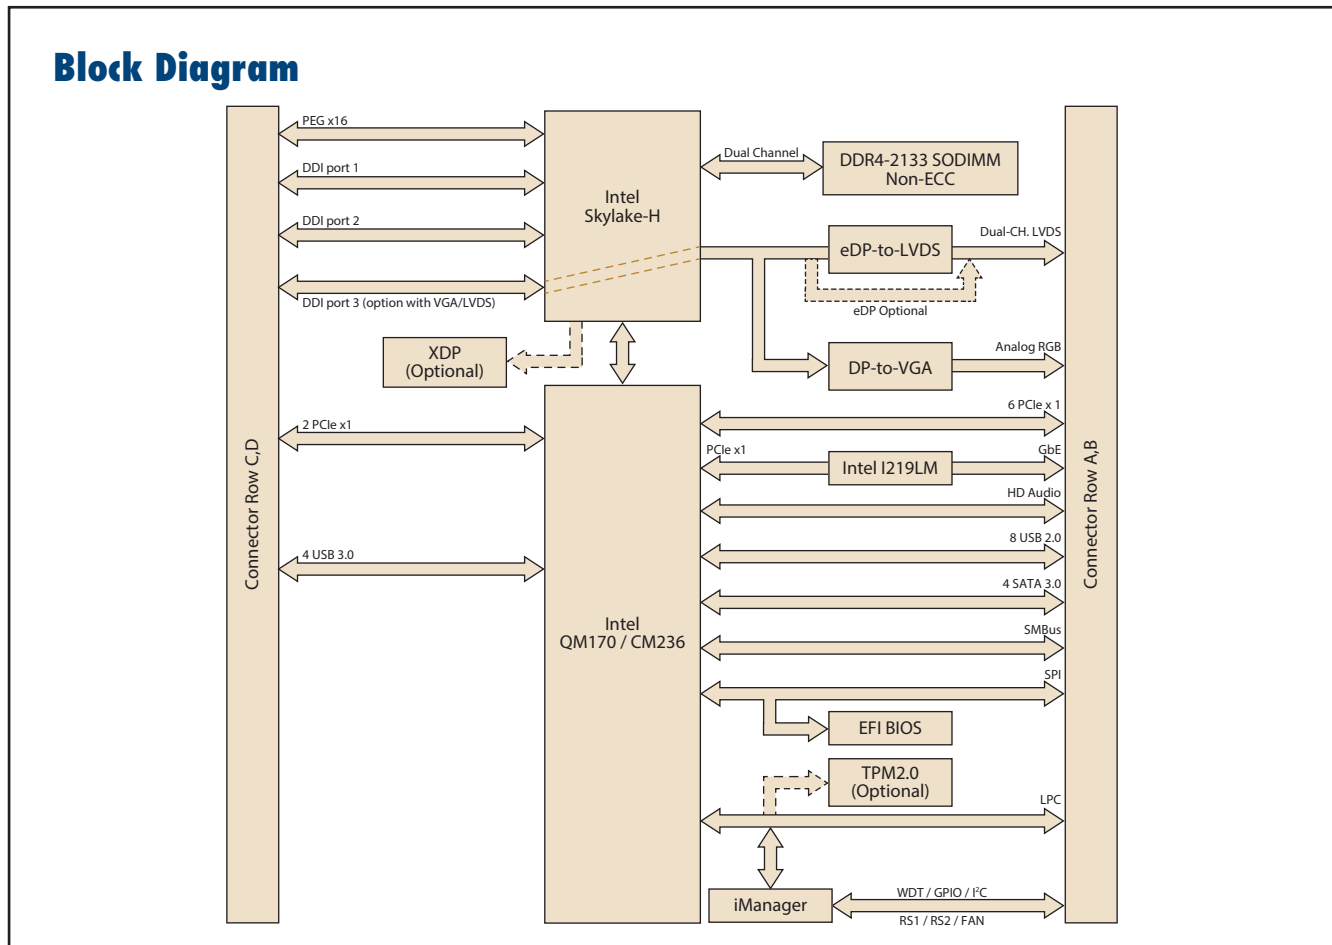 Block Diagram
PEG x16
DDI port 1
DDI port 2
DDI port 3 (option with VGA/LVDS)
Intel
Skylake-H
Dual Channel
DDR4-2133 SODIMM
Non-ECC
eDP-to-LVDS
Dual-CH. LVDS
eDP Optional
XDP
(Optional)
DP-to-VGA
Analog RGB
Connector Row C,D
2 PCIe x1
4 USB 3.0
Intel
QM170 / CM236
6 PCIe x 1
PCIe x1
Intel I219LM
GbE
HD Audio
8 USB 2.0
4 SATA 3.0
SMBus
SPI
EFI BIOS
TPM2.0
(Optional)
LPC
iManager
WDT / GPIO / I²C
RS1 / RS2 / FAN
Connector Row A,B